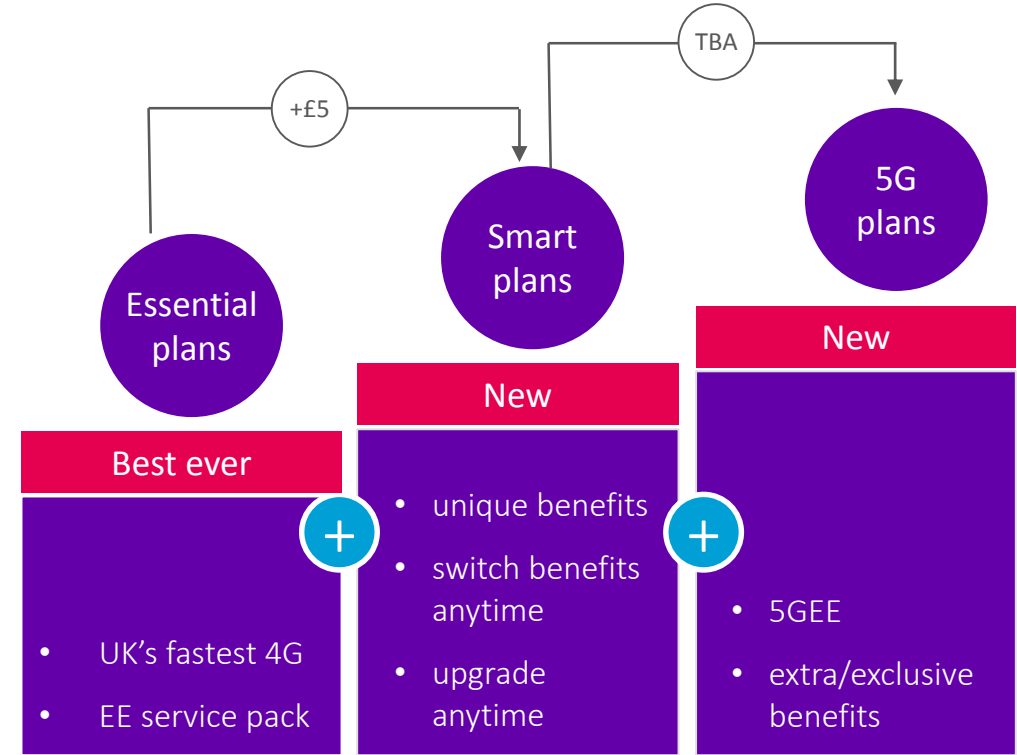 TBA
+£5
5G
plans
Smart
plans
Essential
plans
New
New
Best ever
+
+
• unique benefits
• switch benefits
anytime
• upgrade
anytime
• 5GEE
• extra/exclusive
benefits
• UK’s fastest 4G
• EE service pack